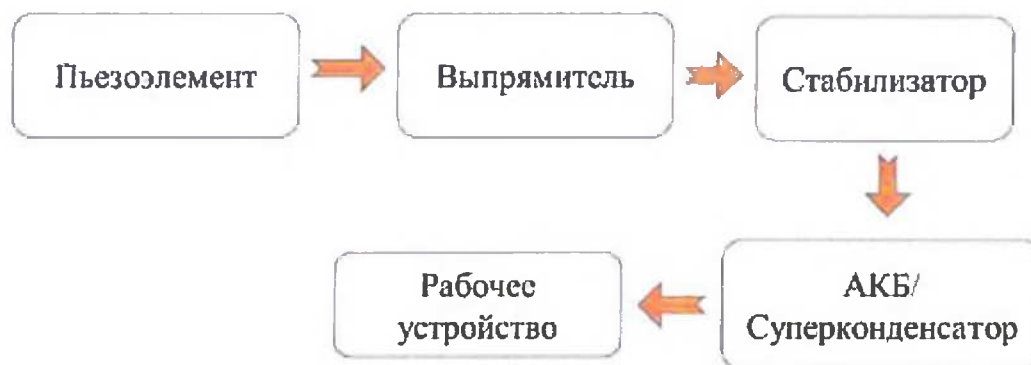 Пьезоэлемент
Выпрямитель
Стабилизатор
АКБ/
Суперконденсатор
Рабочее
устройство